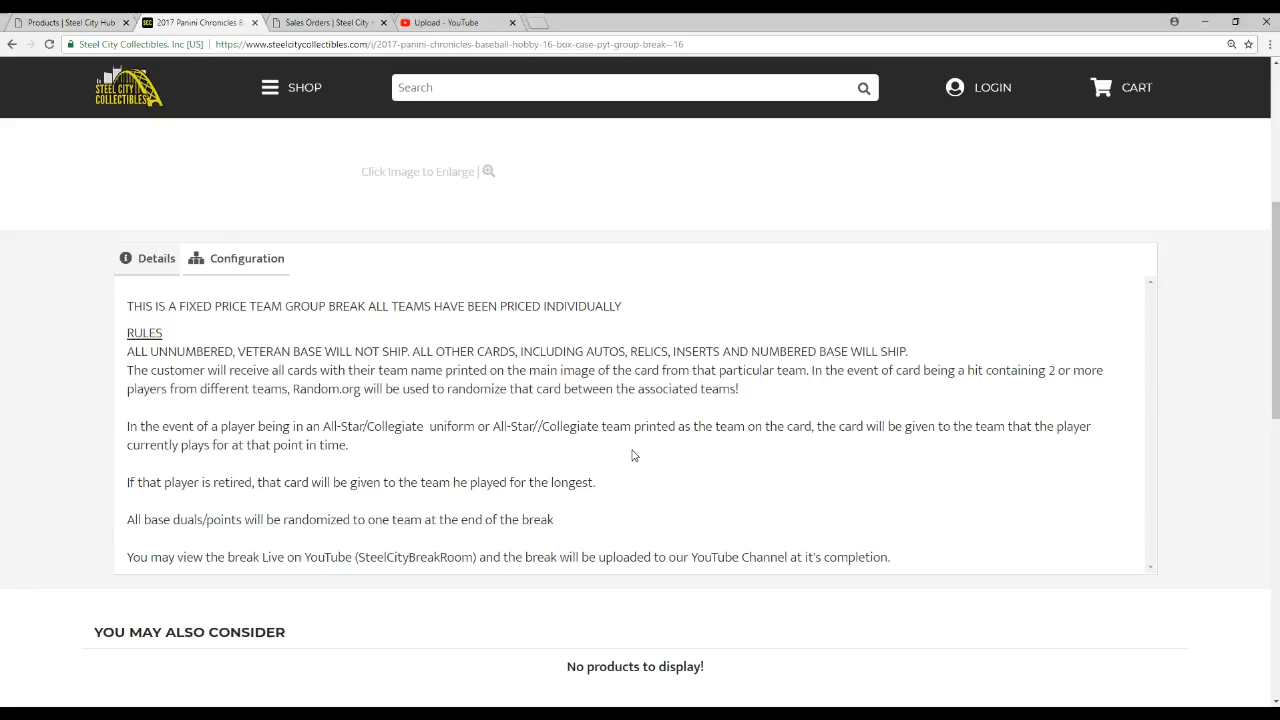 Products | Steel City Hub
2017 Panini Chronicles B
Sales Orders | Steel City
Upload - YouTube
Steel City Collectibles, Inc [US] | https://www.steelcitycollectibles.com/i/2017-panini-chronicles-baseball-hobby-16-box-case-pyt-group-break--16
STEEL CITY
COLLECTIBLES
SHOP
Search
LOGIN
CART
Click Image to Enlarge |
Details
Configuration
THIS IS A FIXED PRICE TEAM GROUP BREAK ALL TEAMS HAVE BEEN PRICED INDIVIDUALLY
RULES
ALL UNNUMBERED, VETERAN BASE WILL NOT SHIP. ALL OTHER CARDS, INCLUDING AUTOS, RELICS, INSERTS AND NUMBERED BASE WILL SHIP.
The customer will receive all cards with their team name printed on the main image of the card from that particular team. In the event of card being a hit containing 2 or more
players from different teams, Random.org will be used to randomize that card between the associated teams!
In the event of a player being in an All-Star/Collegiate uniform or All-Star//Collegiate team printed as the team on the card, the card will be given to the team that the player
currently plays for at that point in time.
If that player is retired, that card will be given to the team he played for the longest.
All base duals/points will be randomized to one team at the end of the break
You may view the break Live on YouTube (SteelCityBreakRoom) and the break will be uploaded to our YouTube Channel at it's completion.
YOU MAY ALSO CONSIDER
No products to display!